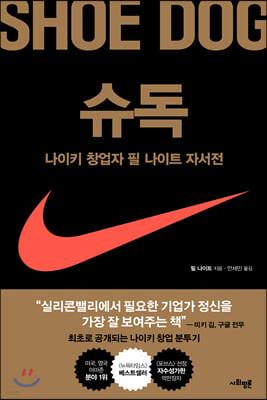 SHOE DOG
슈독
나이키 창업자 필 나이트 자서전
필 나이트 지음·안세민 옮김
“실리콘밸리에서 필요한 기업가 정신을
가장 잘 보여주는 책” — 미키 김, 구글 전무
최초로 공개되는 나이키 창업 분투기
미국, 영국
아마존
분야 1위
《뉴욕타임스》
베스트셀러
《포브스》 선정
자수성가한
억만장자
사회평론
yes24